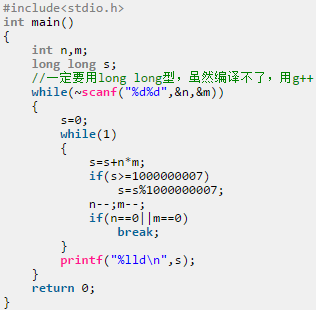 #include<stdio.h>
int main()
{
    int n,m;
    long long s;
    //一定要用long long型，虽然编译不了，用g++
    while(~scanf("%d%d",&n,&m))
    {
        s=0;
        while(1)
        {
            s=s+n*m;
            if(s>=1000000007)
                s=s%1000000007;
            n--;m--;
            if(n==0||m==0)
                break;
        }
        printf("%lld\n",s);
    }
    return 0;
}